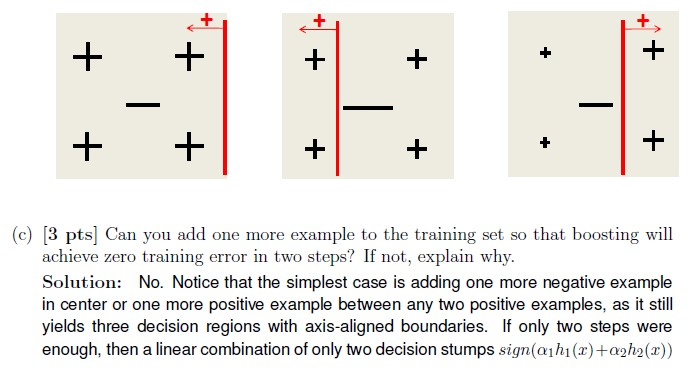 + + +
(c) [3 pts] Can you add one more example to the training set so that boosting will
achieve zero training error in two steps? If not, explain why.
Solution: No. Notice that the simplest case is adding one more negative example
in center or one more positive example between any two positive examples, as it still
yields three decision regions with axis-aligned boundaries. If only two steps were
enough, then a linear combination of only two decision stumps sign(α₁h₁(x)+α₂h₂(x))